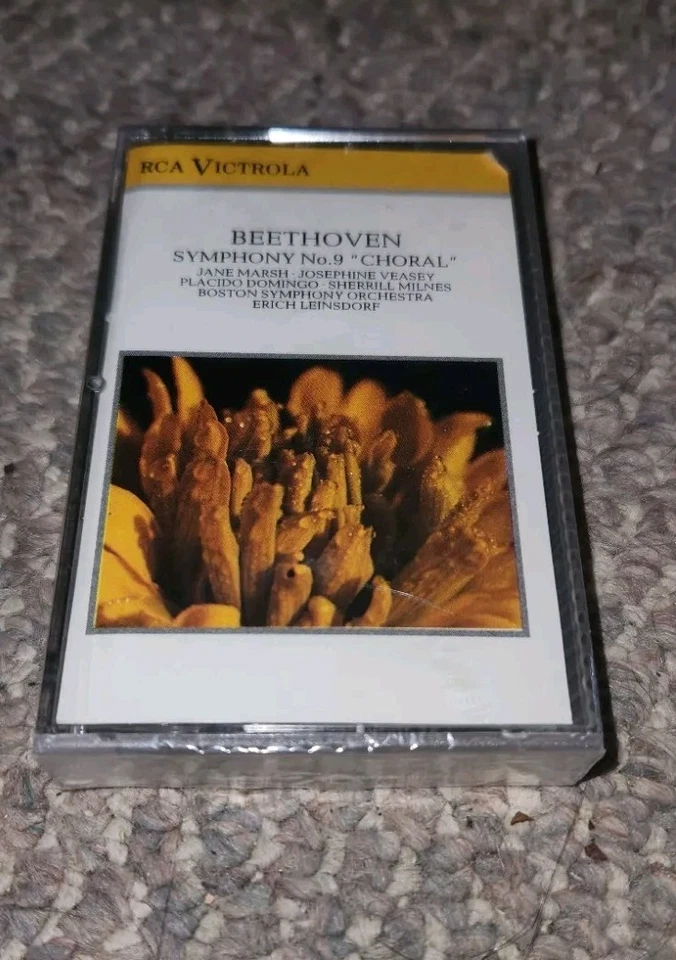 RCA VICTROLA
BEETHOVEN
SYMPHONY No.9 "CHORAL"
JANE MARSH · JOSEPHINE VEASEY
PLACIDO DOMINGO · SHERRILL MILNES
BOSTON SYMPHONY ORCHESTRA
ERICH LEINSDORF